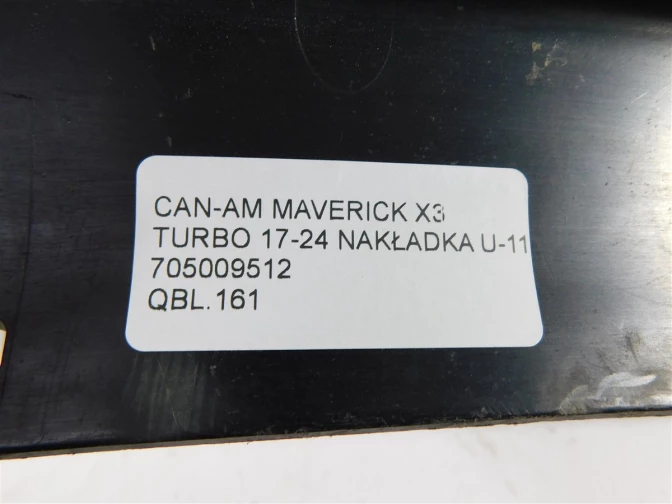 CAN-AM MAVERICK X3
TURBO 17-24 NAKŁADKA U-11
705009512
QBL.161